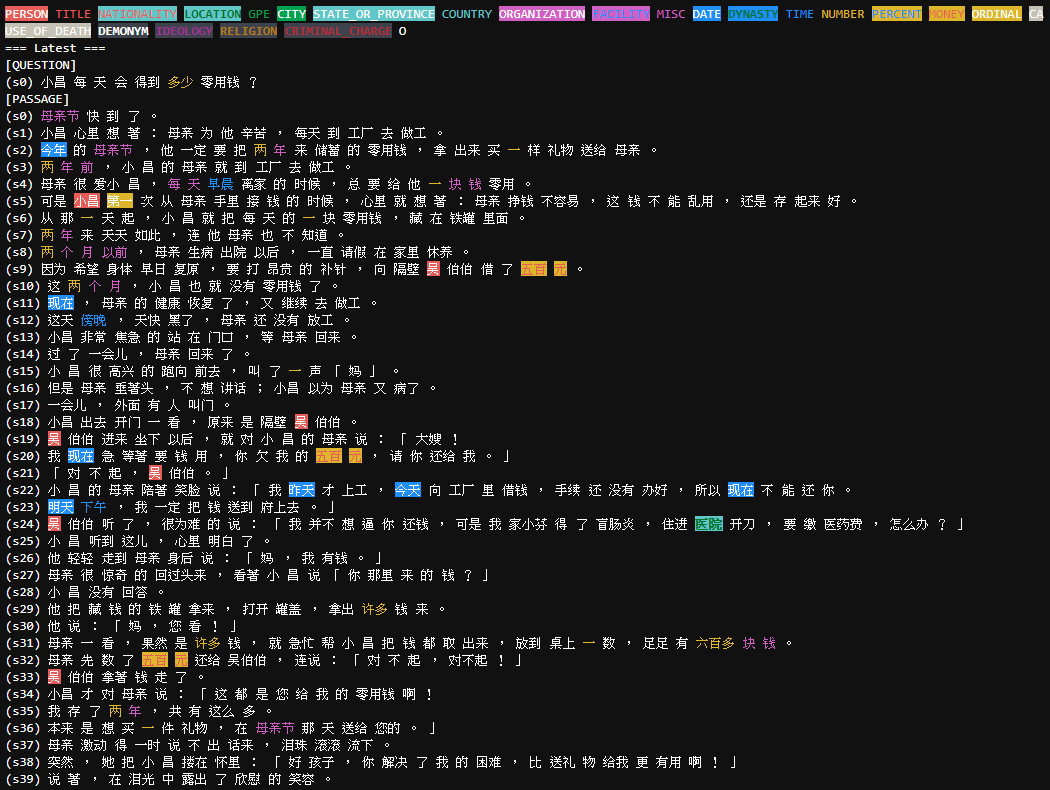 PERSON TITLE NATIONALITY LOCATION GPE CITY STATE_OR_PROVINCE COUNTRY ORGANIZATION FACILITY MISC DATE DYNASTY TIME NUMBER PERCENT MONEY ORDINAL CA
USE_OF_DEATH DEMONYM IDEOLOGY RELIGION CRIMINAL_CHARGE O
=== Latest ===
[QUESTION]
(s0) 小昌 每 天 会 得到 多少 零用钱 ？
[PASSAGE]
(s0) 母亲节 快 到 了 。
(s1) 小昌 心里 想 著 ： 母亲 为 他 辛苦 ， 每天 到 工厂 去 做工 。
(s2) 今年 的 母亲节 ， 他 一定 要 把 两 年 来 储蓄 的 零用钱 ， 拿 出来 买 一 样 礼物 送给 母亲 。
(s3) 两 年 前 ， 小昌 的 母亲 就 到 工厂 去 做工 。
(s4) 母亲 很 爱小 昌 ， 每 天 早晨 离家 的 时候 ， 总 要 给 他 一 块 钱 零用 。
(s5) 可是 小昌 第一 次 从 母亲 手里 接 钱 的 时候 ， 心里 就 想 著 ： 母亲 挣钱 不容易 ， 这 钱 不 能 乱用 ， 还是 存 起来 好 。
(s6) 从 那 一 天 起 ， 小 昌 就 把 每 天 的 一 块 零用钱 ， 藏 在 铁罐 里面 。
(s7) 两 年 来 天天 如此 ， 连 他 母亲 也 不 知道 。
(s8) 两 个 月 以前 ， 母亲 生病 出院 以后 ， 一直 请假 在 家里 休养 。
(s9) 因为 希望 身体 早日 复原 ， 要 打 昂贵 的 补针 ， 向 隔壁 吴 伯伯 借 了 五百 元 。
(s10) 这 两 个 月 ， 小 昌 也 就 没有 零用钱 了 。
(s11) 现在 ， 母亲 的 健康 恢复 了 ， 又 继续 去 做工 。
(s12) 这天 傍晚 ， 天快 黑了 ， 母亲 还 没有 放工 。
(s13) 小昌 非常 焦急 的 站 在 门口 ， 等 母亲 回来 。
(s14) 过 了 一会儿 ， 母亲 回来 了 。
(s15) 小 昌 很 高兴 的 跑向 前去 ， 叫 了 一 声 「 妈 」 。
(s16) 但是 母亲 垂著头 ， 不 想 讲话 ； 小昌 以为 母亲 又 病了 。
(s17) 一会儿 ， 外面 有 人 叫门 。
(s18) 小昌 出去 开门 一 看 ， 原来 是 隔壁 吴 伯伯 。
(s19) 吴 伯伯 进来 坐下 以后 ， 就 对 小 昌 的 母亲 说 ： 「 大嫂 ！
(s20) 我 现在 急 等著 要 钱 用 ， 你 欠 我 的 五百 元 ， 请 你 还给 我 。 」
(s21) 「 对 不 起 ， 吴 伯伯 。 」
(s22) 小 昌 的 母亲 陪著 笑脸 说 ： 「 我 昨天 才 上工 ， 今天 向 工厂 里 借钱 ， 手续 还 没有 办好 ， 所以 现在 不 能 还 你 。
(s23) 明天 下午 ， 我 一定 把 钱 送到 府上 去 。 」
(s24) 吴 伯伯 听 了 ， 很为 难的 说 ： 「 我 并不 想 逼 你 还钱 ， 可是 我 家小芬 得 了 盲肠炎 ， 住进 医院 开刀 ， 要 缴 医药费 ， 怎么办 ？ 」
(s25) 小 昌 听到 这儿 ， 心里 明白 了 。
(s26) 他 轻轻 走到 母亲 身后 说 ： 「 妈 ， 我 有钱 。 」
(s27) 母亲 很 惊奇 的 回过头来 ， 看著 小 昌 说 「 你 那里 来 的 钱 ？ 」
(s28) 小 昌 没有 回答 。
(s29) 他 把 藏 钱 的 铁 罐 拿来 ， 打开 罐盖 ， 拿出 许多 钱 来 。
(s30) 他 说 ： 「 妈 ， 您 看 ！ 」
(s31) 母亲 一 看 ， 果然 是 许多 钱 ， 就 急忙 帮 小 昌 把 钱 都 取 出来 ， 放到 桌上 一 数 ， 足足 有 六百多 块 钱 。
(s32) 母亲 先 数 了 五百 元 还给 吴伯伯 ， 连说 ： 「 对 不 起 ， 对不起 ！ 」
(s33) 吴 伯伯 拿著 钱 走 了 。
(s34) 小昌 才 对 母亲 说 ： 「 这 都 是 您 给 我 的 零用钱 啊 ！
(s35) 我 存 了 两 年 ， 共 有 这么 多 。
(s36) 本来 是 想 买 一 件 礼物 ， 在 母亲节 那 天 送给 您的 。 」
(s37) 母亲 激动 得 一时 说 不 出 话来 ， 泪珠 滚滚 流下 。
(s38) 突然 ， 她 把 小 昌 搂在 怀里 ： 「 好 孩子 ， 你 解决 了 我 的 困难 ， 比 送礼 物 给我 更 有用 啊 ！ 」
(s39) 说 著 ， 在 泪光 中 露出 了 欣慰 的 笑容 。